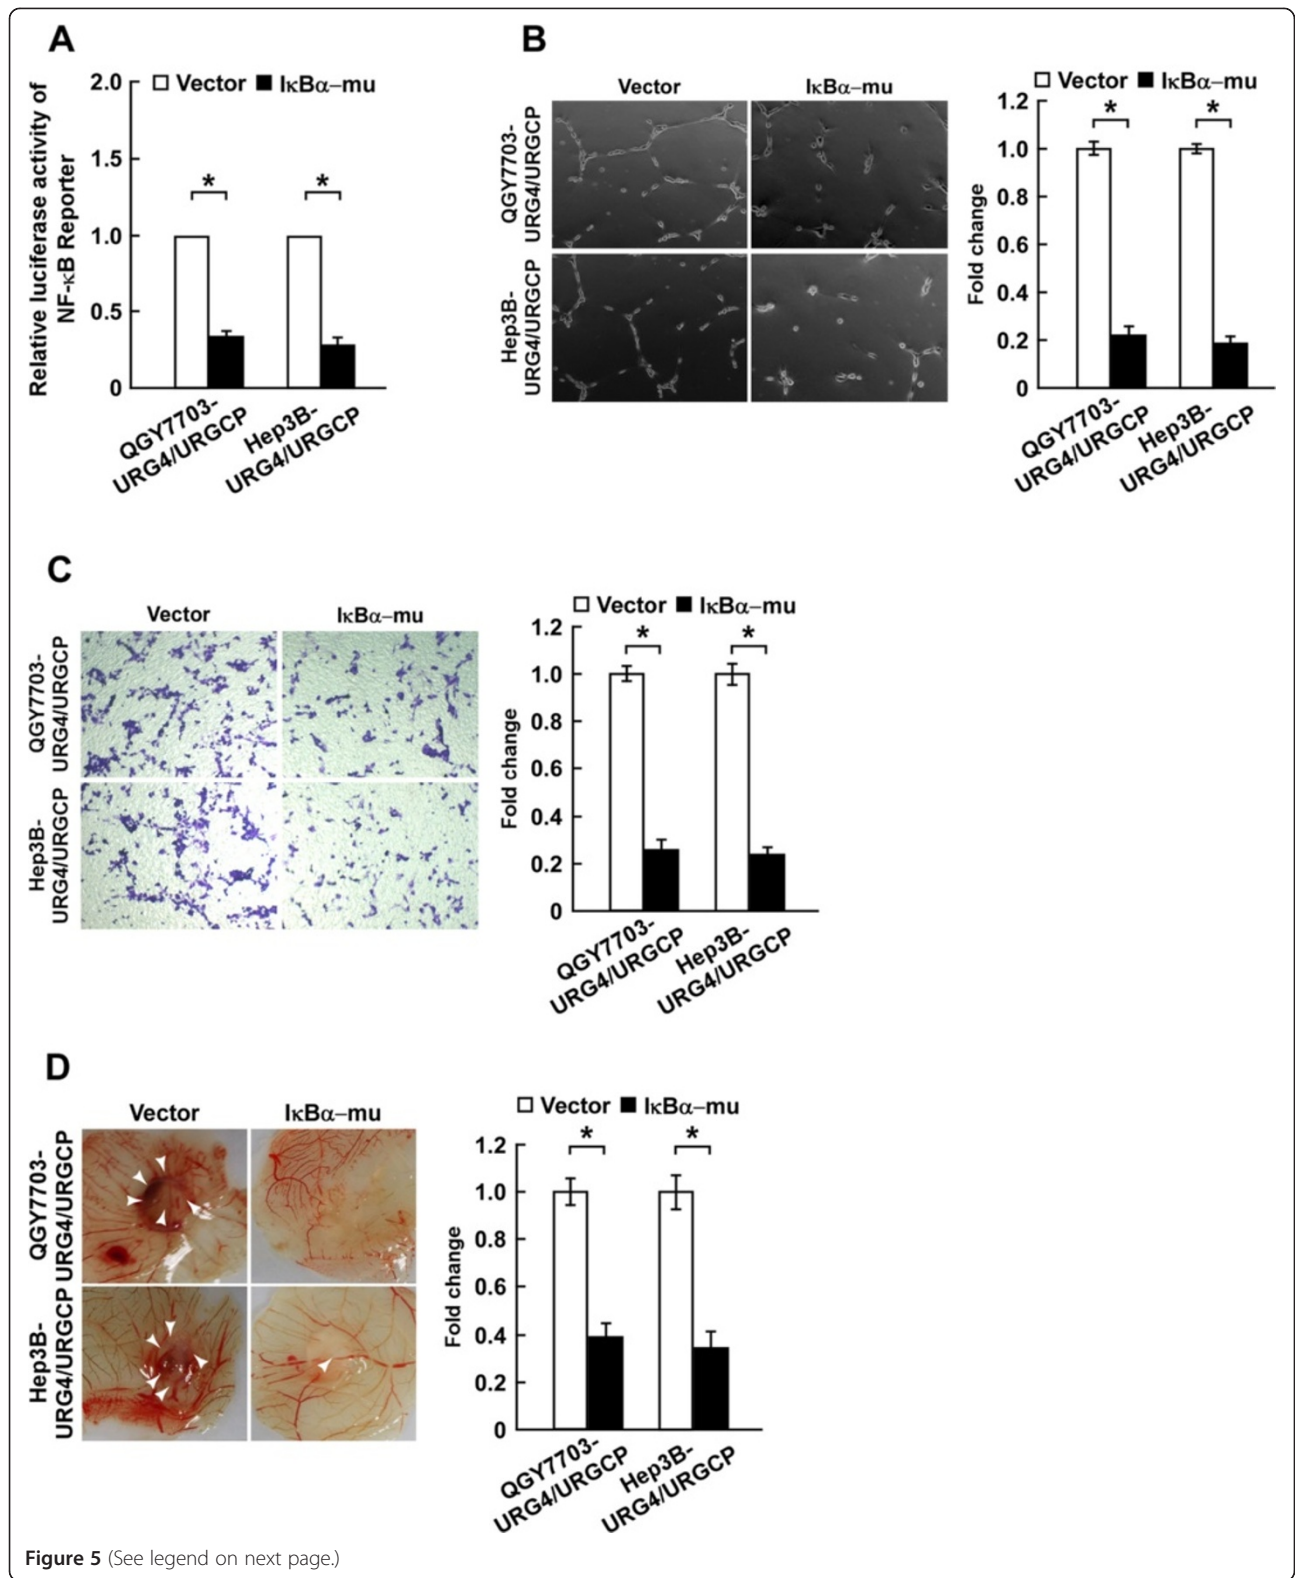 A
Relative luciferase activity of
NF-κB Reporter
2.0
1.5
1.0
0.5
0
Vector IκBα–mu
*
*
QGY7703-
URG4/URGCP
Hep3B-
URG4/URGCP
B
Vector
IκBα–mu
QGY7703-
URG4/URGCP
Hep3B-
URG4/URGCP
Vector IκBα–mu
Fold change
1.2
1.0
0.8
0.6
0.4
0.2
0
*
*
QGY7703-
URG4/URGCP
Hep3B-
URG4/URGCP
C
Vector
IκBα–mu
QGY7703-
URG4/URGCP
Hep3B-
URG4/URGCP
Vector IκBα–mu
Fold change
1.2
1.0
0.8
0.6
0.4
0.2
0
*
*
QGY7703-
URG4/URGCP
Hep3B-
URG4/URGCP
D
Vector
IκBα–mu
QGY7703-
URG4/URGCP
Hep3B-
URG4/URGCP
Vector IκBα–mu
Fold change
1.2
1.0
0.8
0.6
0.4
0.2
0
*
*
QGY7703-
URG4/URGCP
Hep3B-
URG4/URGCP
Figure 5 (See legend on next page.)